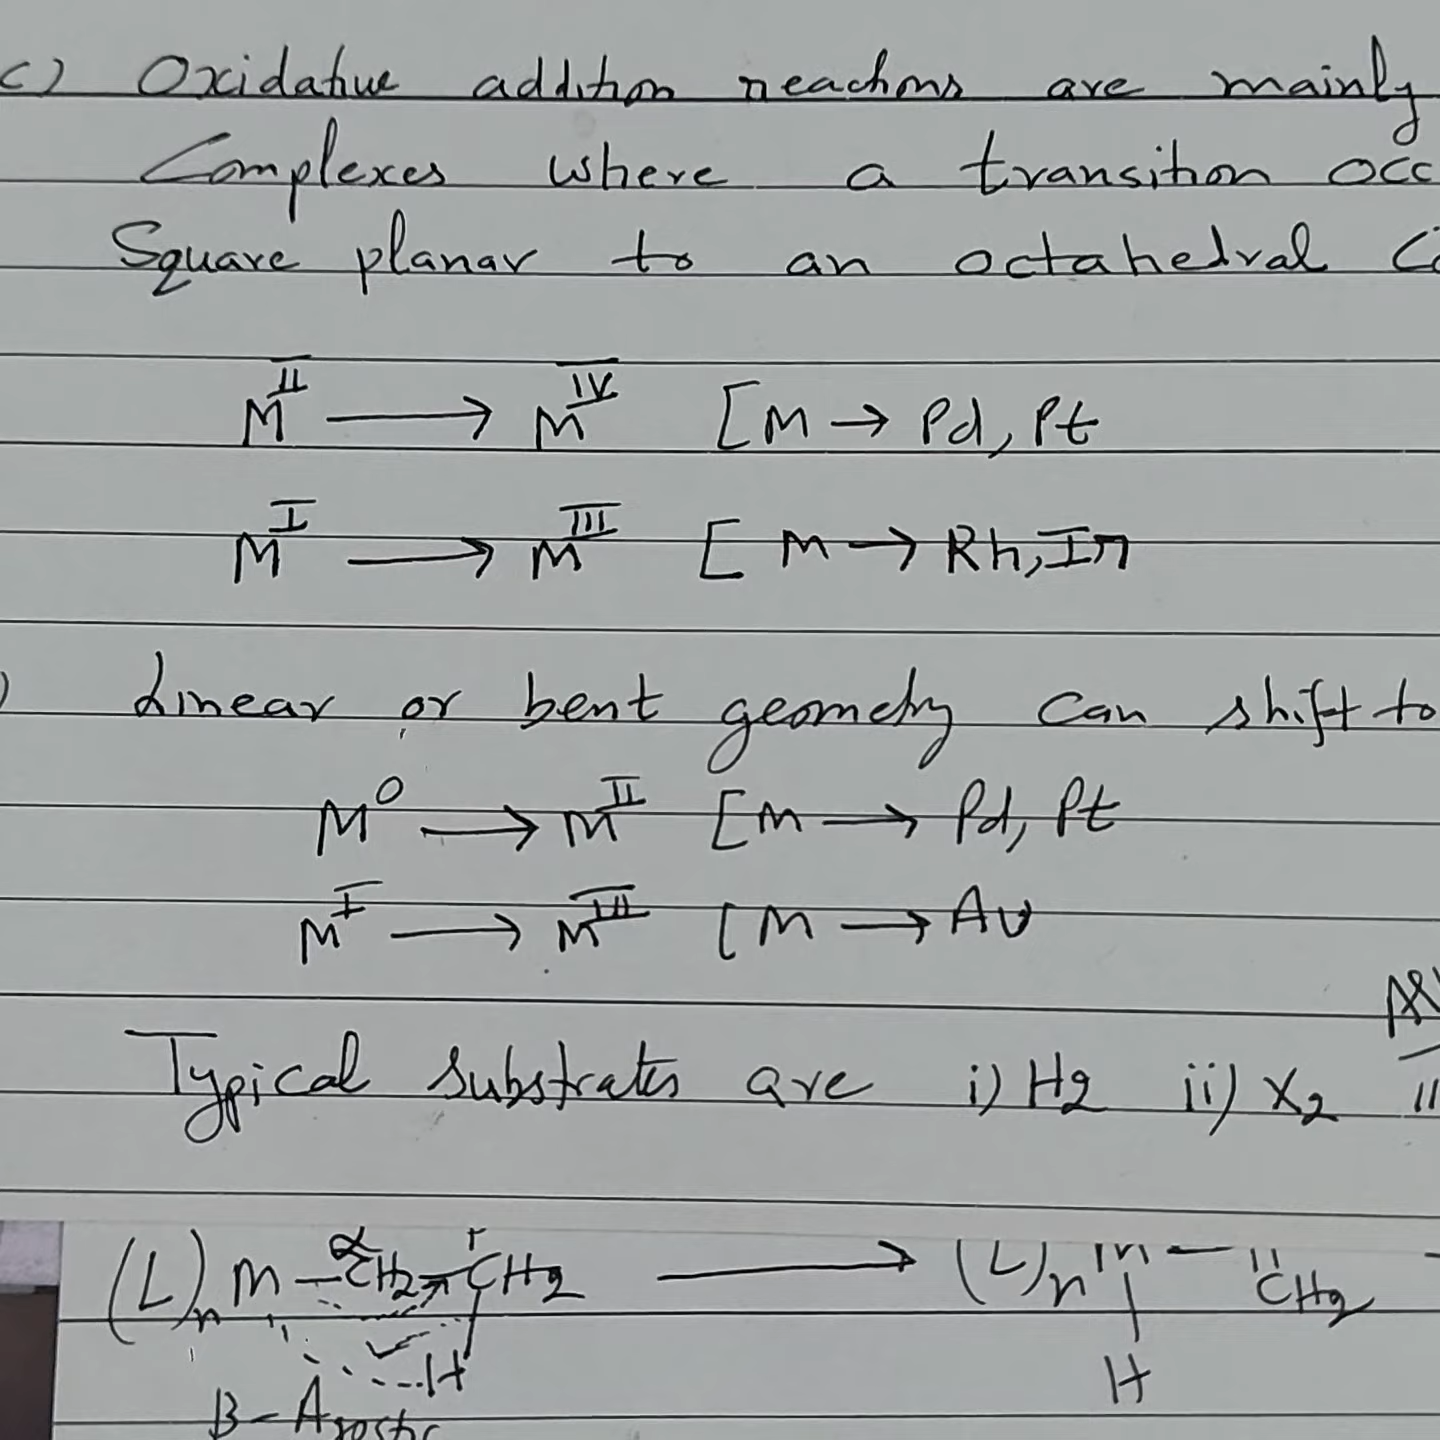 c) Oxidative addition reactions are mainly
Complexes where a transition occ
Square planar to an octahedral
M^II → M^IV [M → Pd, Pt
M^I → M^III [M → Rh, Ir
Linear or bent geometry can shift to
M^0 → M^II [M → Pd, Pt
M^I → M^III [M → Au
Typical substrates are i) H2 ii) X2
(L)n M - CH2 - CH2 → (L)n M - CH2
α
H H
β - Agostic